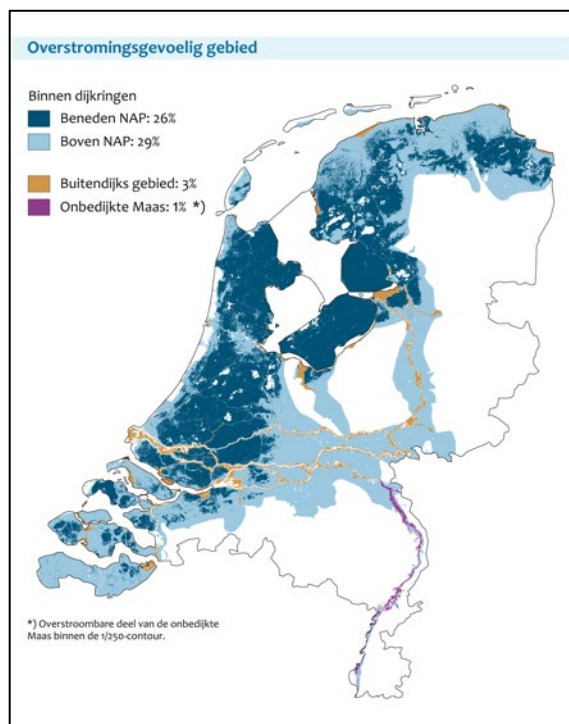 Overstromingsgevoelig gebied
Binnen dijkringen
Beneden NAP: 26%
Boven NAP: 29%
Buitendijks gebied: 3%
Onbedijkte Maas: 1% *)
*) Overstroombare deel van de onbedijkte
Maas binnen de 1/250-contour.